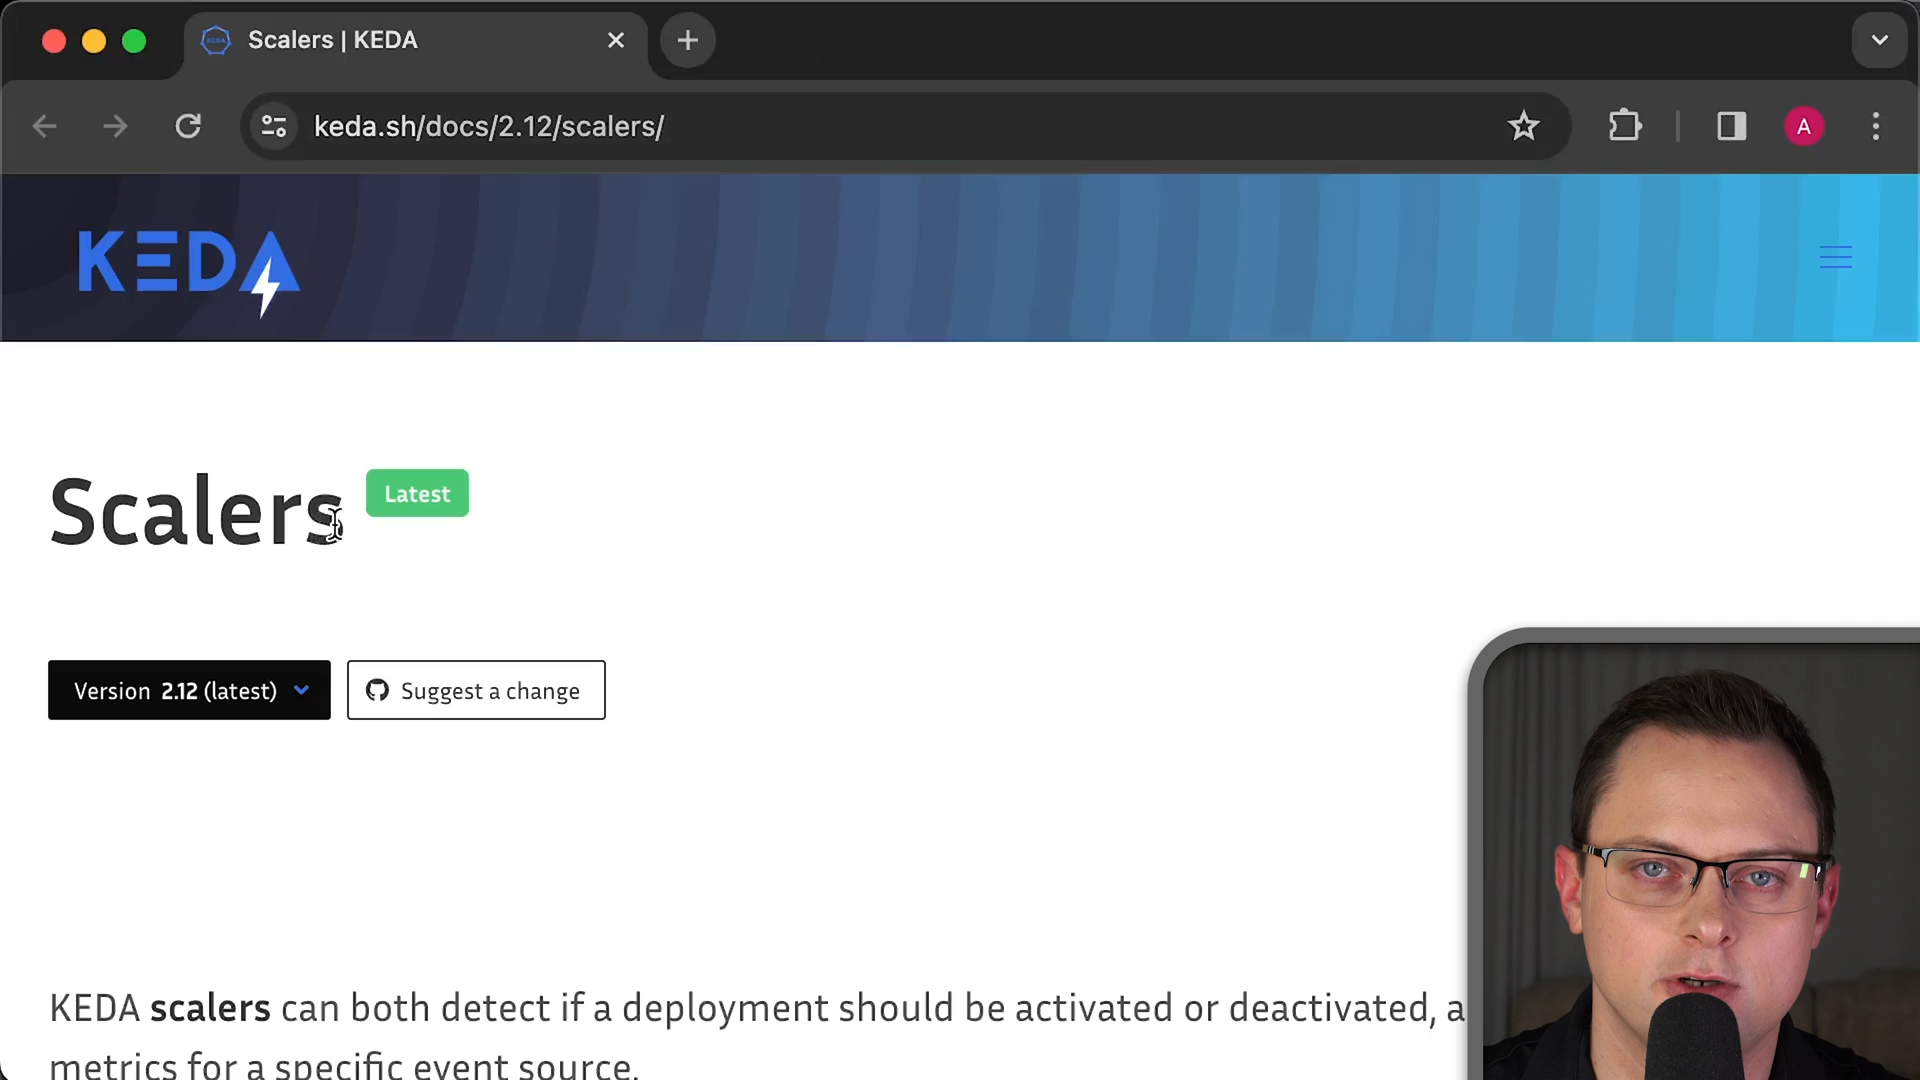 Scalers | KEDA
keda.sh/docs/2.12/scalers/
A
KEDA
Scalers Latest
Version 2.12 (latest)
Suggest a change
KEDA scalers can both detect if a deployment should be activated or deactivated, a
metrics for a specific event source.